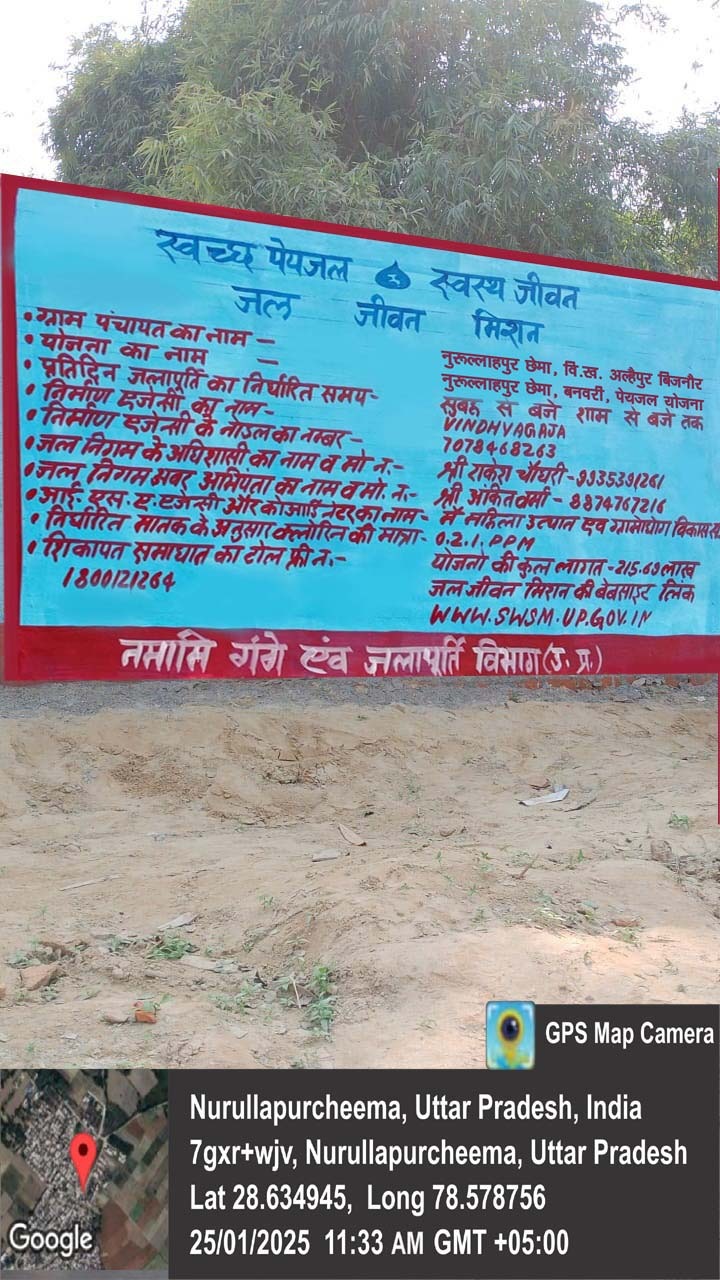 स्वच्छ पेयजल स्वस्थ जीवन
जल जीवन मिशन
•ग्राम पंचायत का नाम –
•योजना का नाम –
•प्रतिदिन जलापूर्ति का निर्धारित समय-
•निर्माण एजेन्सी का नाम-
•निर्माण एजेन्सी के नोडल का नम्बर-
•जल निगम के अधिशासी का नाम व मो न.-
•जल निगम अवर अभियंता का नाम व मो. न.-
•आई. एस. ए. एजेन्सी और कोआर्डिनेटर का नाम-
•निर्धारित मानक के अनुसार क्लोरिन की मात्रा-
•शिकायत समाधान का टोल फ्री न.-
1800121264
नुरूल्लाहपुर छेमा, वि.ख. अल्हैपुर बिजनौर
नुरूल्लाहपुर छेमा, बनवरी, पेयजल योजना
सुबह से बजे शाम से बजे तक
VINDHVAGAJA
7078468263
श्री राकेश चौधरी-9935391261
श्री अंकित वर्मा - 8874767216
में महिला उत्थान एवं ग्रामोद्योग विकास स
0.2.1.PPM
योजना की कुल लागत-215.69 लाख
जल जीवन मिशन की बेबसाइट लिंक
WWW.SWSM.UP.GOV.IN
नमामि गंगे एंव जलापूर्ति विभाग (उ. प्र.)
GPS Map Camera
Nurullapurcheema, Uttar Pradesh, India
7gxr+wjv, Nurullapurcheema, Uttar Pradesh
Lat 28.634945, Long 78.578756
25/01/2025 11:33 AM GMT +05:00
Google